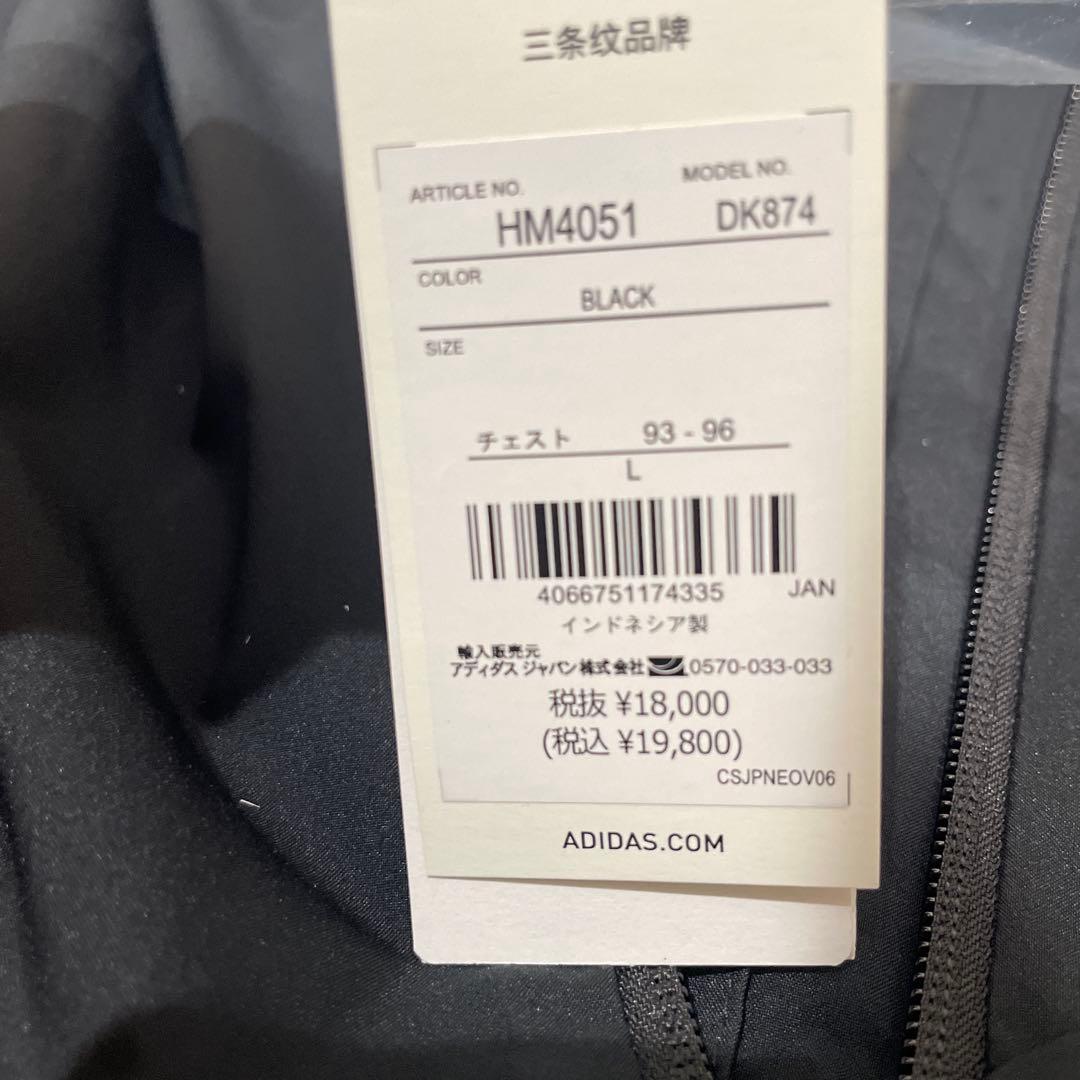 三条纹品牌
ARTICLE NO. MODEL NO.
HM4051 DK874
COLOR
BLACK
SIZE
チェスト 93 - 96
L
4066751174335 JAN
インドネシア製
輸入販売元
アディダス ジャパン株式会社 0570-033-033
税抜 ¥18,000
(税込 ¥19,800)
CSJPNEOV06
ADIDAS.COM